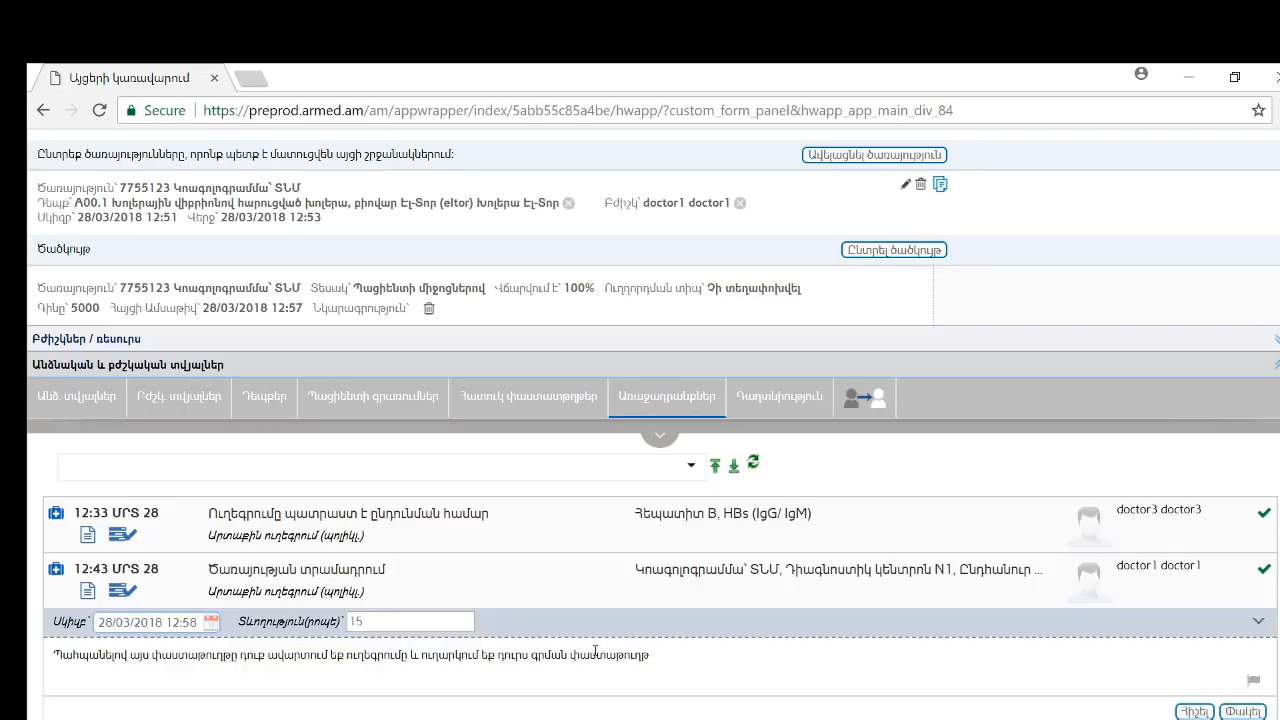 Այցերի կառավարում
Secure https://preprod.armed.am/am/appwrapper/index/5abb55c85a4be/hwapp/?custom_form_panel&hwapp_app_main_div_84
Ընտրեք ծառայությունները, որոնք պետք է մատուցվեն այցի շրջանակներում: Ավելացնել ծառայություն
Ծառայություն՝ 7755123 Կոագոլոգրամմա՝ ՏՆՄ
Դեպք՝ A00.1 Խոլերային վիբրիոնով հարուցված խոլերա, բիովար Էլ-Տոր (eltor) Խոլերա Էլ-Տոր Բժիշկ՝ doctor1 doctor1
Սկիզբ՝ 28/03/2018 12:51 Վերջ՝ 28/03/2018 12:53
Ծածկույթ Ընտրել ծածկույթ
Ծառայություն՝ 7755123 Կոագոլոգրամմա՝ ՏՆՄ Տեսակ՝ Պացիենտի միջոցներով Վճարվում է՝ 100% Ուղղորդման տիպ՝ Չի տեղափոխվել
Գինը՝ 5000 Հայցի Ամսաթիվ՝ 28/03/2018 12:57 Նկարագրություն՝
Բժիշկներ / ռեսուրս
Անձնական և բժշկական տվյալներ
Անձ. տվյալներ Բժշկ. տվյալներ Դեպքեր Պացիենտի գրառումներ Հատուկ փաստաթղթեր Առաջադրանքներ Գաղտնիություն
12:33 ՄՐՏ 28 Ուղեգրումը պատրաստ է ընդունման համար Հեպատիտ B, HBs (IgG/ IgM) doctor3 doctor3
Արտաքին ուղեգրում (պոլիկլ.)
12:43 ՄՐՏ 28 Ծառայության տրամադրում Կոագոլոգրամմա՝ ՏՆՄ, Դիագնոստիկ կենտրոն N1, Ընդհանուր ... doctor1 doctor1
Արտաքին ուղեգրում (պոլիկլ.)
Սկիզբ՝ 28/03/2018 12:58 Տևողություն(րոպե)՝ 15
Պահպանելով այս փաստաթուղթը դուք ավարտում եք ուղեգրումը և ուղարկում եք դուրս գրման փաստաթուղթ
Հիշել Փակել